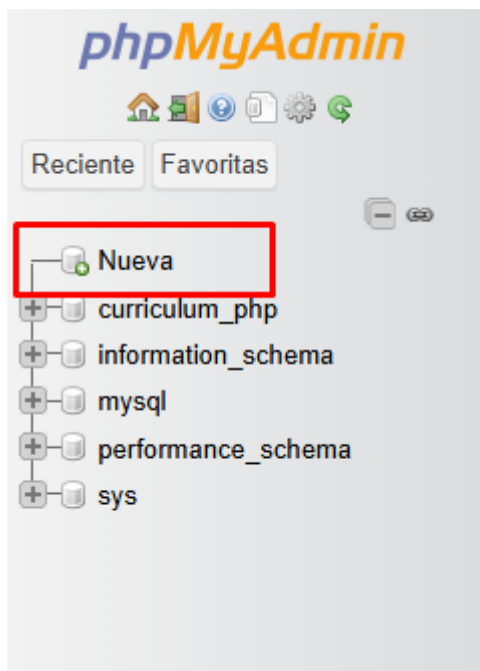 phpMyAdmin
Reciente Favoritas
Nueva
curriculum_php
information_schema
mysql
performance_schema
sys